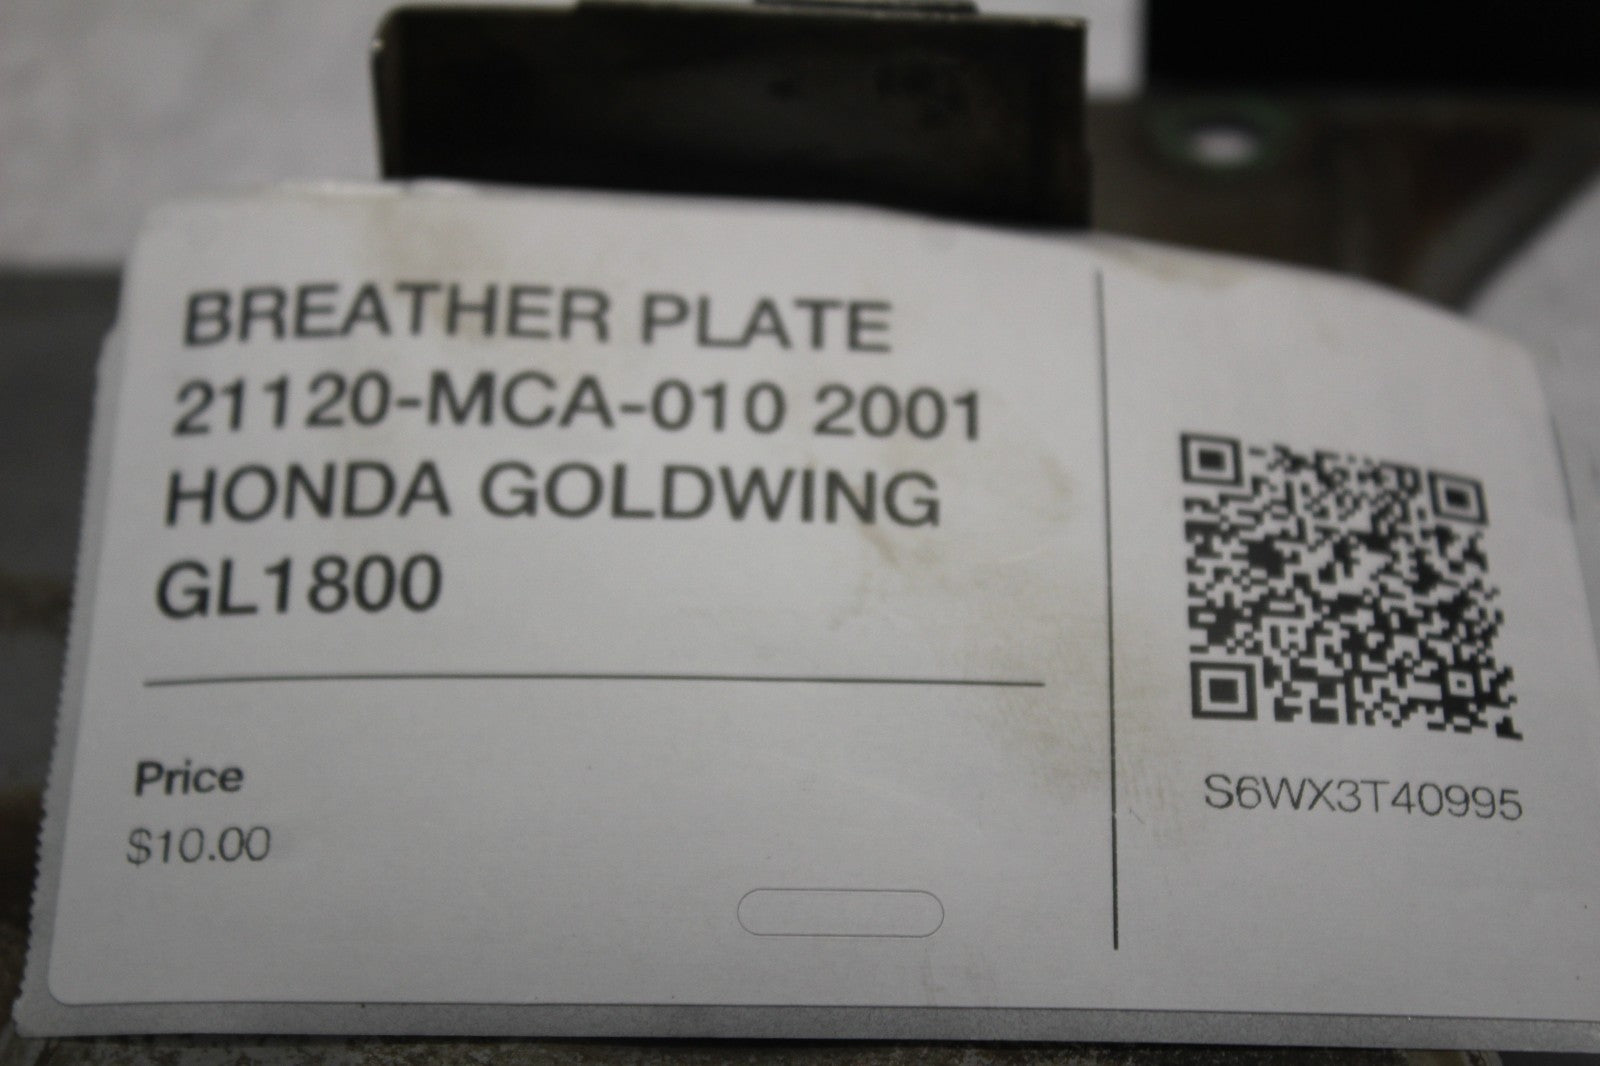 BREATHER PLATE
21120-MCA-010 2001
HONDA GOLDWING
GL1800
Price
$10.00
S6WX3T40995